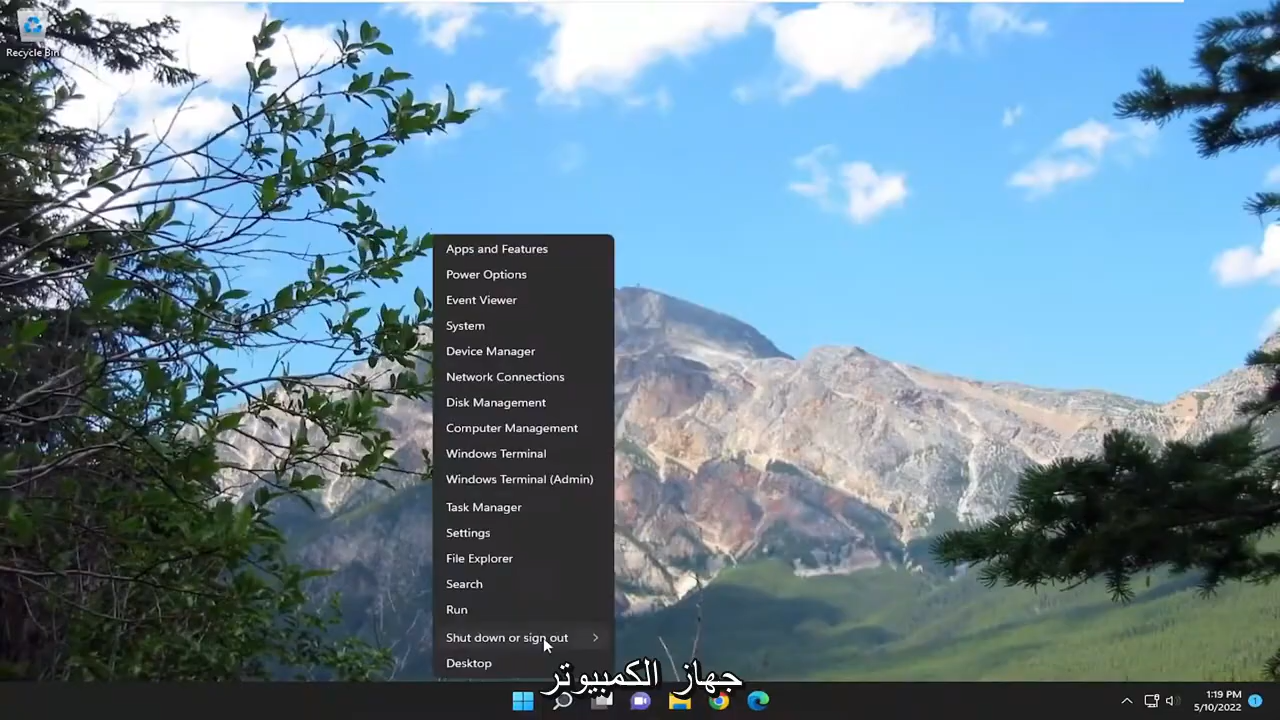 Recycle Bin
Apps and Features
Power Options
Event Viewer
System
Device Manager
Network Connections
Disk Management
Computer Management
Windows Terminal
Windows Terminal (Admin)
Task Manager
Settings
File Explorer
Search
Run
Shut down or sign out
Desktop
جهاز الكمبيوتر
1:19 PM
5/10/2022
1